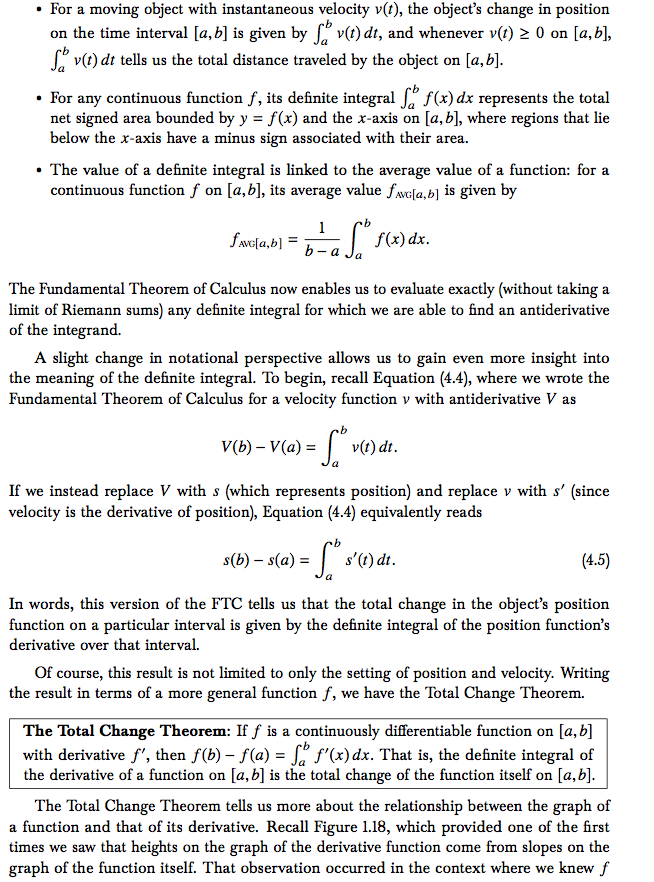 • For a moving object with instantaneous velocity v(t), the object's change in position
on the time interval [a, b] is given by ∫_a^b v(t) dt, and whenever v(t) ≥ 0 on [a, b],
∫_a^b v(t) dt tells us the total distance traveled by the object on [a, b].
• For any continuous function f, its definite integral ∫_a^b f(x) dx represents the total
net signed area bounded by y = f(x) and the x-axis on [a, b], where regions that lie
below the x-axis have a minus sign associated with their area.
• The value of a definite integral is linked to the average value of a function: for a
continuous function f on [a, b], its average value f_AVG[a,b] is given by
f_AVG[a,b] = 1/(b − a) ∫_a^b f(x) dx.
The Fundamental Theorem of Calculus now enables us to evaluate exactly (without taking a
limit of Riemann sums) any definite integral for which we are able to find an antiderivative
of the integrand.
A slight change in notational perspective allows us to gain even more insight into
the meaning of the definite integral. To begin, recall Equation (4.4), where we wrote the
Fundamental Theorem of Calculus for a velocity function v with antiderivative V as
V(b) − V(a) = ∫_a^b v(t) dt.
If we instead replace V with s (which represents position) and replace v with s′ (since
velocity is the derivative of position), Equation (4.4) equivalently reads
s(b) − s(a) = ∫_a^b s′(t) dt. (4.5)
In words, this version of the FTC tells us that the total change in the object's position
function on a particular interval is given by the definite integral of the position function's
derivative over that interval.
Of course, this result is not limited to only the setting of position and velocity. Writing
the result in terms of a more general function f, we have the Total Change Theorem.
The Total Change Theorem: If f is a continuously differentiable function on [a, b]
with derivative f′, then f(b) − f(a) = ∫_a^b f′(x) dx. That is, the definite integral of
the derivative of a function on [a, b] is the total change of the function itself on [a, b].
The Total Change Theorem tells us more about the relationship between the graph of
a function and that of its derivative. Recall Figure 1.18, which provided one of the first
times we saw that heights on the graph of the derivative function come from slopes on the
graph of the function itself. That observation occurred in the context where we knew f